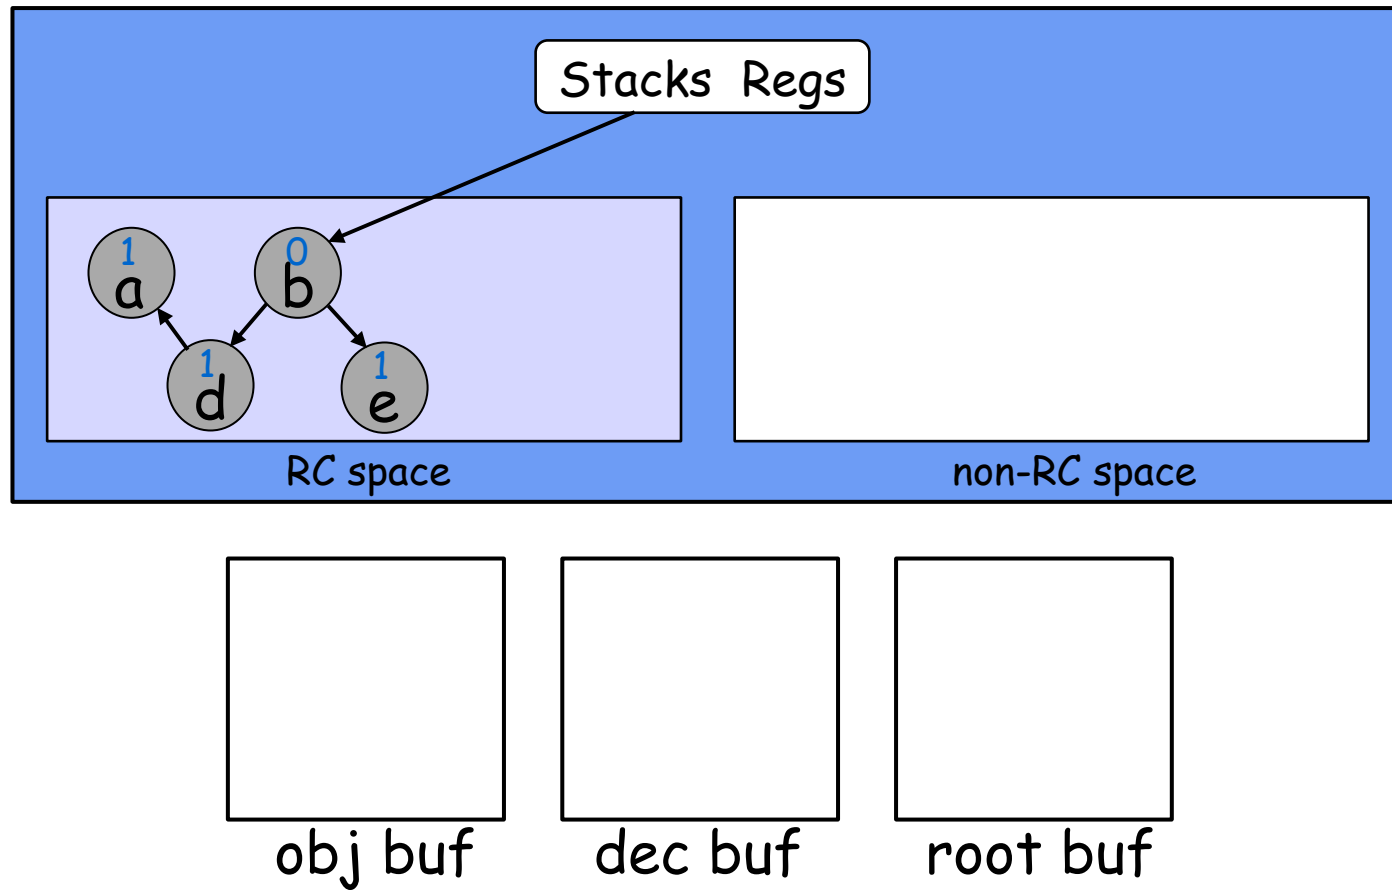 Stacks Regs
1
a
0
b
1
d
1
e
RC space
non-RC space
obj buf
dec buf
root buf